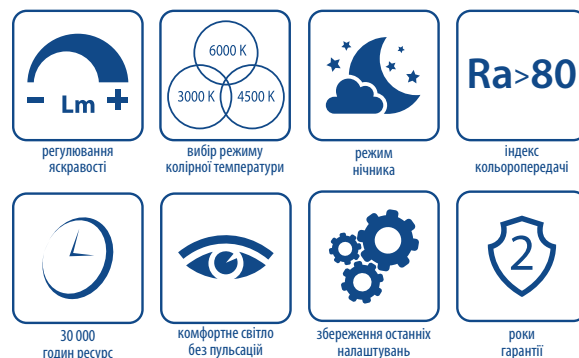 6000 K
3000 K
4500 K
- Lm +
Ra>80
регулювання
яскравості
вибір режиму
колірної температури
режим
нічника
індекс
кольоропередачі
2
30 000
годин ресурс
комфортне світло
без пульсацій
збереження останніх
налаштувань
роки
гарантії